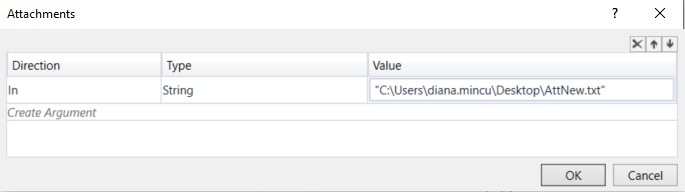 Attachments
Direction Type Value
In String "C:\Users\diana.mincu\Desktop\AttNew.txt"
Create Argument
OK Cancel